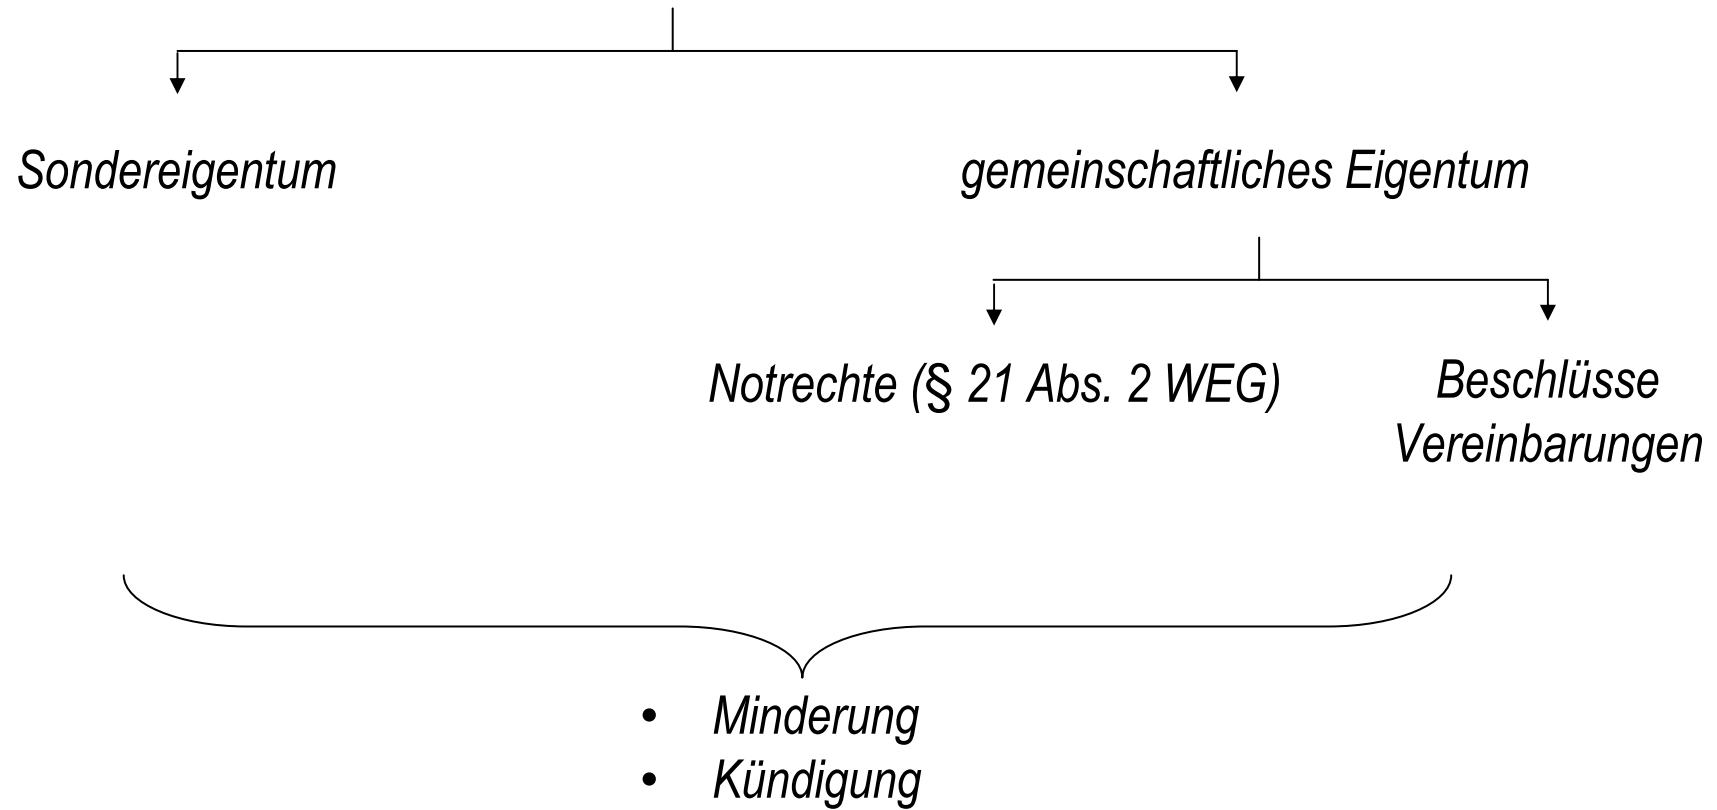 Sondereigentum
gemeinschaftliches Eigentum
Notrechte (§ 21 Abs. 2 WEG)
Beschlüsse
Vereinbarungen
• Minderung
• Kündigung